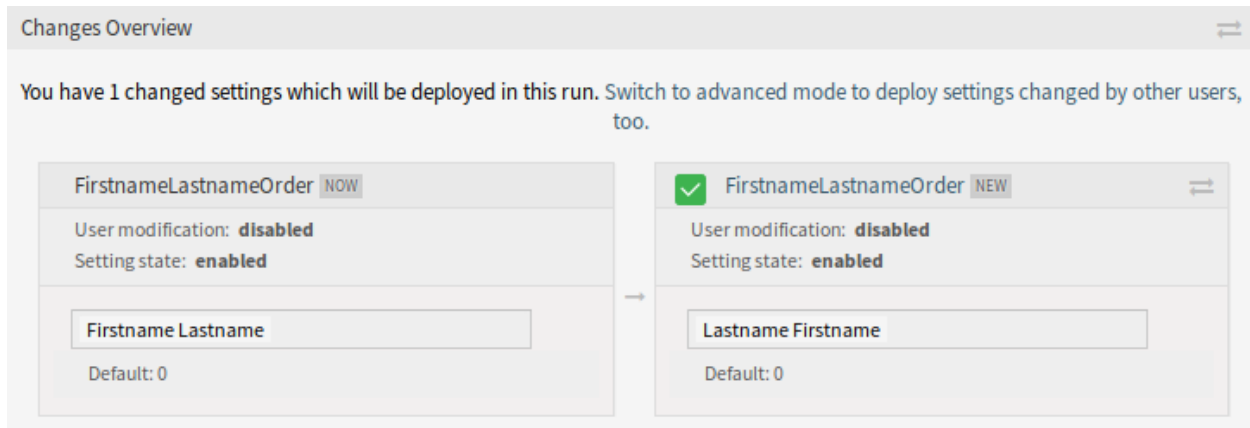 Changes Overview
You have 1 changed settings which will be deployed in this run. Switch to advanced mode to deploy settings changed by other users,
too.
FirstnameLastnameOrder NOW
User modification: disabled
Setting state: enabled
Firstname Lastname
Default: 0
FirstnameLastnameOrder NEW
User modification: disabled
Setting state: enabled
Lastname Firstname
Default: 0